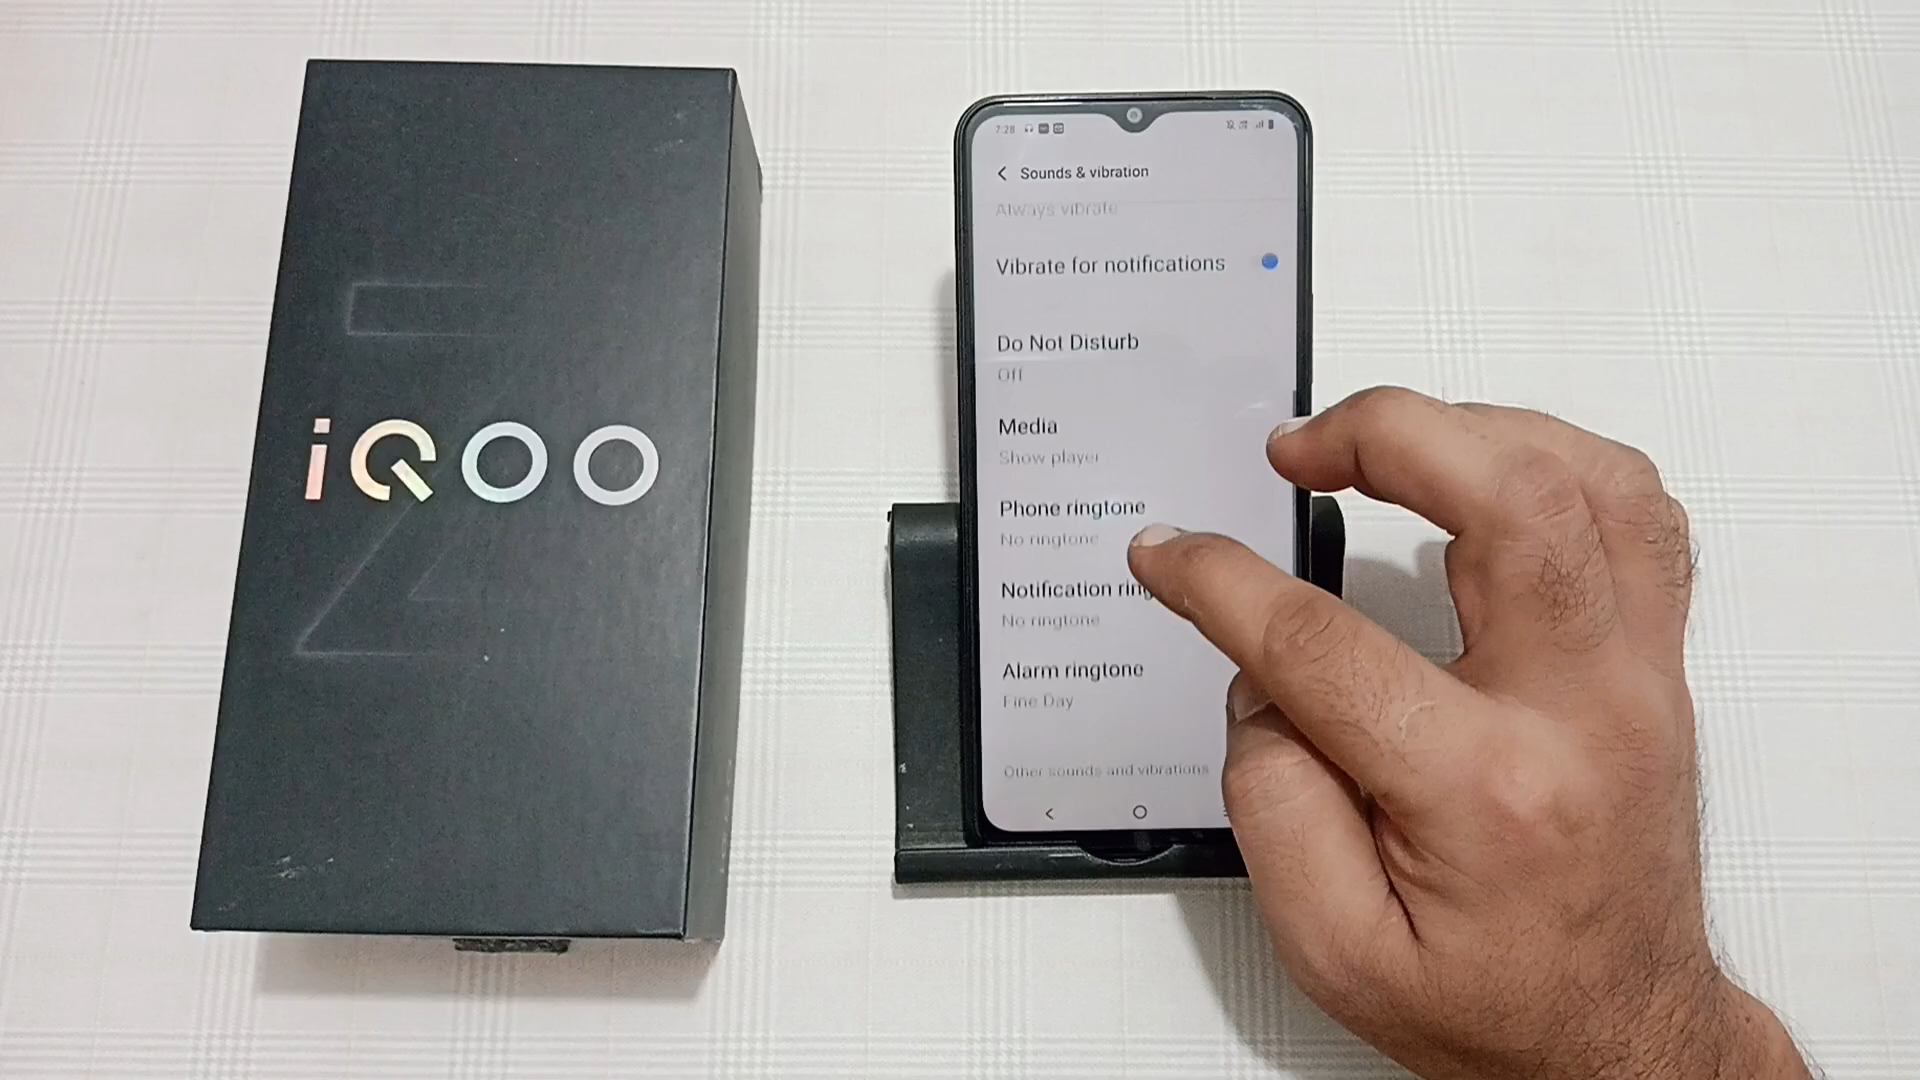 iQOO
Z
7:28
Sounds & vibration
Always vibrate
Vibrate for notifications
Do Not Disturb
Off
Media
Show player
Phone ringtone
No ringtone
Notification ring
No ringtone
Alarm ringtone
Fine Day
Other sounds and vibrations